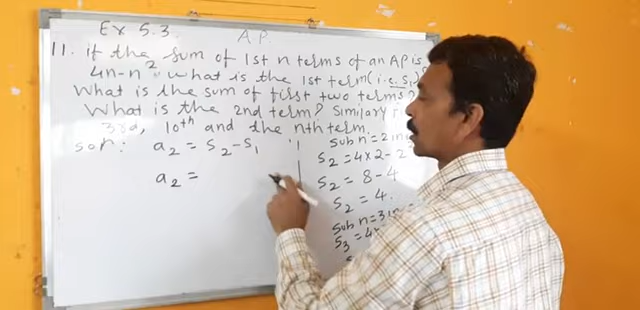 Ex 5.3
A.P.
11. if the sum of 1st n terms of an AP is
4n-n² what is the 1st term (i.e. S₁)
What is the sum of first two terms?
What is the 2nd term? Similary
3rd, 10th and the nth term.
Soln: a₂ = S₂-S₁
a₂ =
Sub n=2 in
S₂ = 4×2-2
S₂ = 8-4
S₂ = 4.
Sub n=3 in
S₃ = 4×